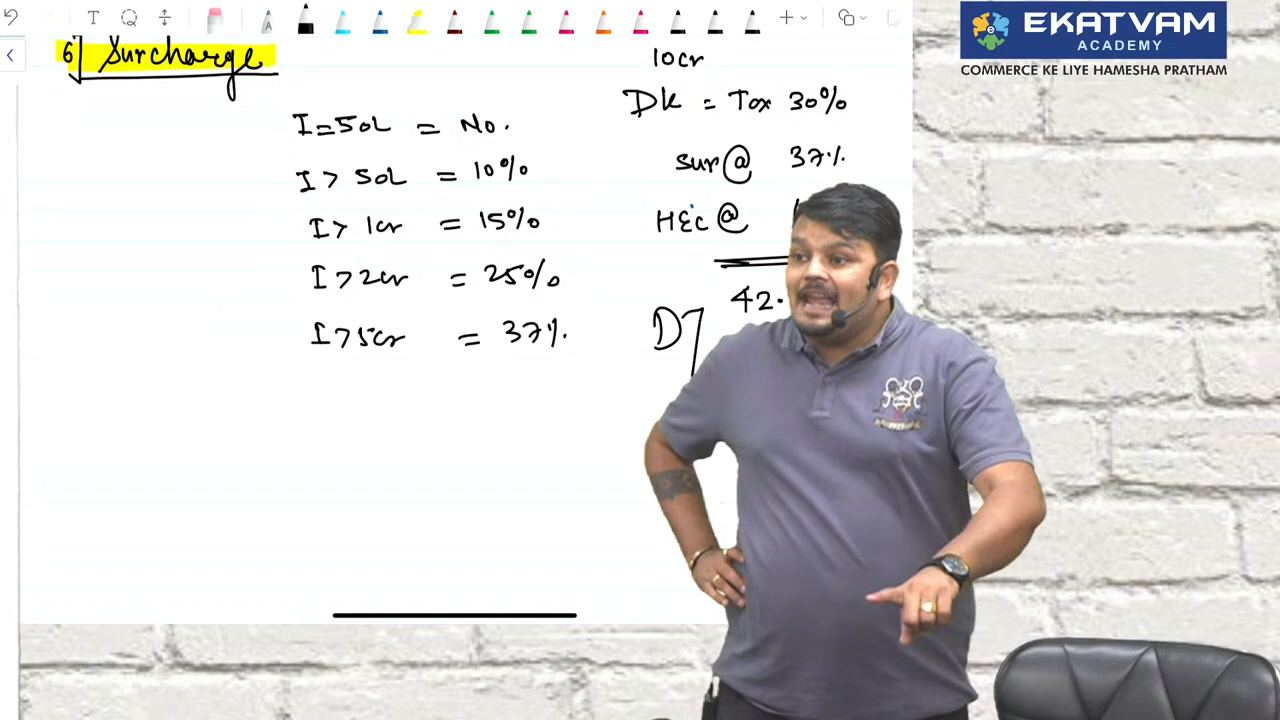 6] Surcharge
I=50L = No.
I > 50L = 10%
I > 1cr = 15%
I > 2cr = 25%
I > 5cr = 37%.
10cr
DK = Tax 30%
Sur@ 37%
HEC @
42.
D]
EKATVAM
ACADEMY
COMMERCE KE LIYE HAMESHA PRATHAM